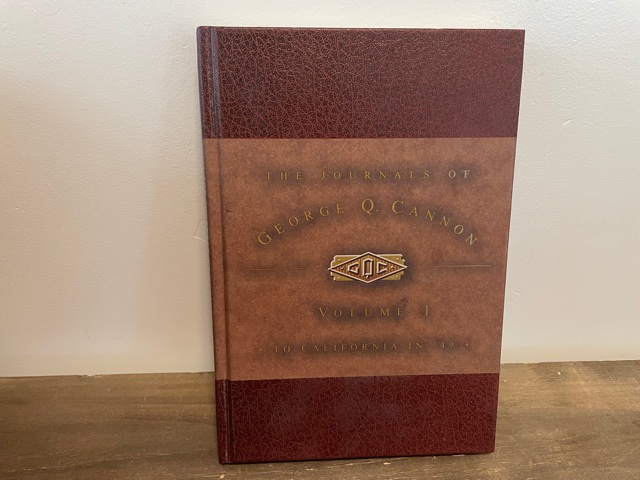 THE JOURNALS OF
GEORGE Q. CANNON
GQC
VOLUME I
TO CALIFORNIA IN '49